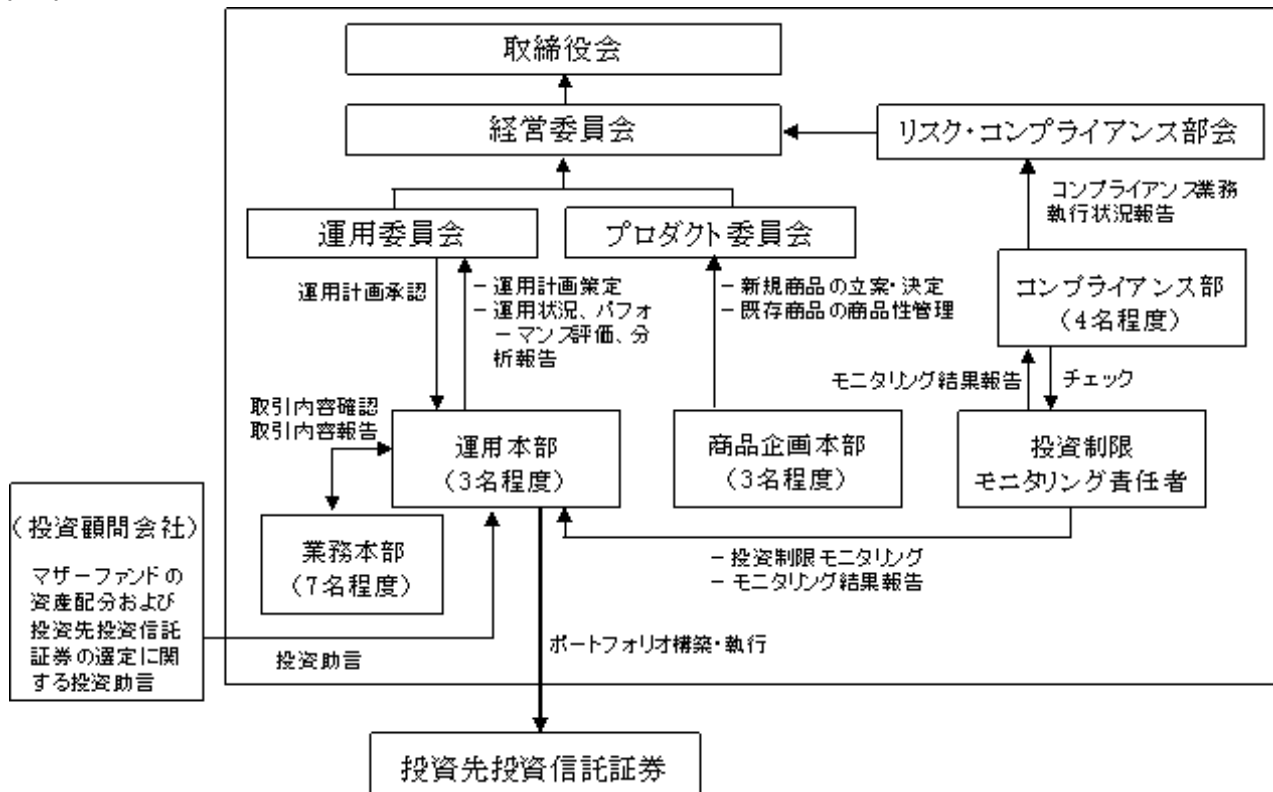 取締役会
経営委員会
リスク・コンプライアンス部会
コンプライアンス業務
執行状況報告
運用委員会
プロダクト委員会
運用計画承認
－運用計画策定
－運用状況、パフォ
ーマンス評価、分
析報告
－新規商品の立案・決定
－既存商品の商品性管理
コンプライアンス部
（4名程度）
モニタリング結果報告
チェック
取引内容確認
取引内容報告
運用本部
（3名程度）
商品企画本部
（3名程度）
投資制限
モニタリング責任者
（投資顧問会社）
マザーファンドの
資産配分および
投資先投資信託
証券の選定に関
する投資助言
業務本部
（7名程度）
－投資制限モニタリング
－モニタリング結果報告
投資助言
ポートフォリオ構築・執行
投資先投資信託証券